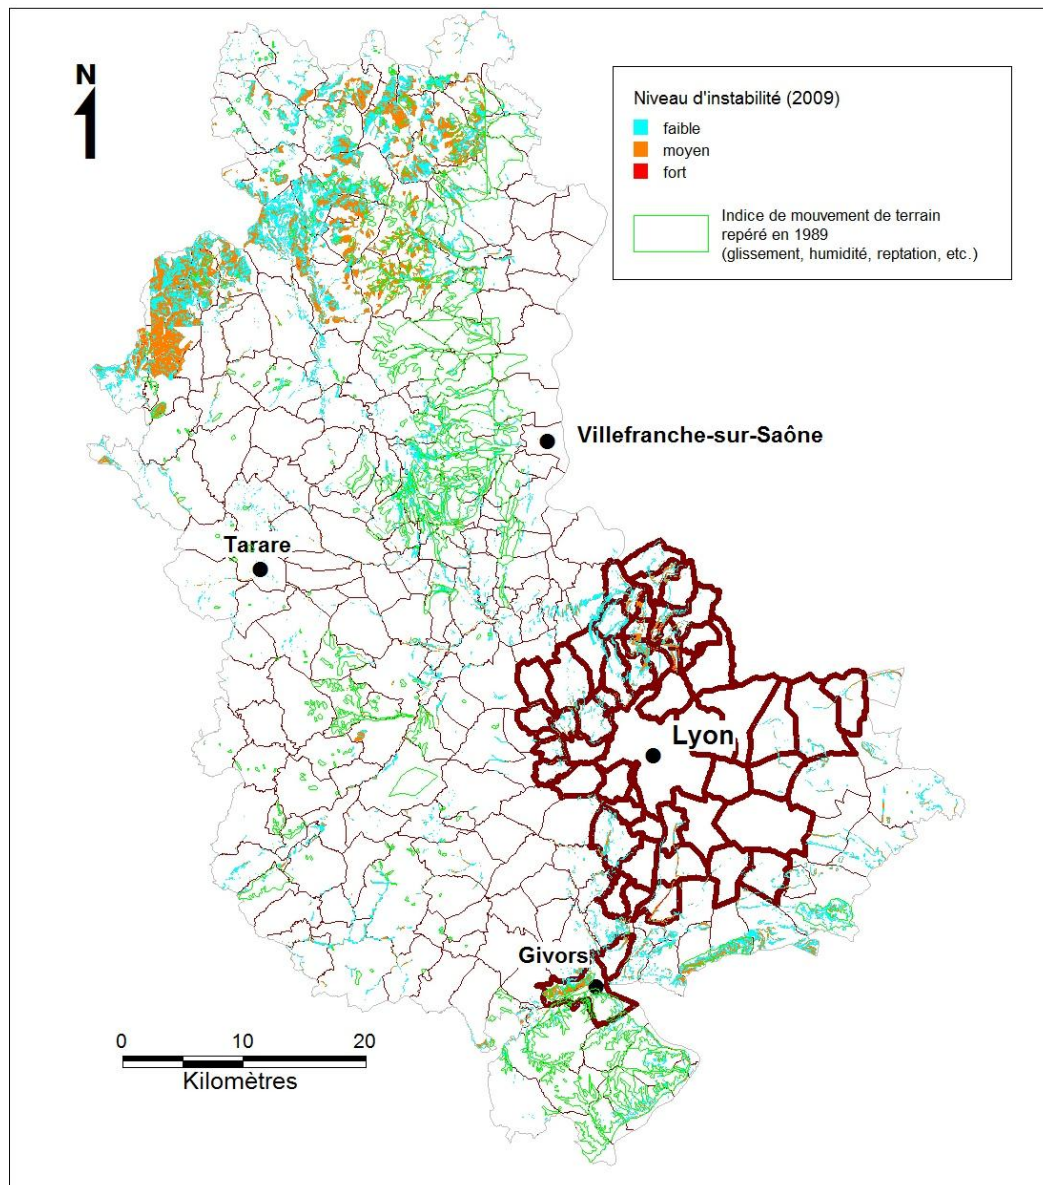 N
Niveau d'instabilité (2009)
faible
moyen
fort
Indice de mouvement de terrain
repéré en 1989
(glissement, humidité, reptation, etc.)
Villefranche-sur-Saône
Tarare
Lyon
Givors
0 10 20
Kilomètres